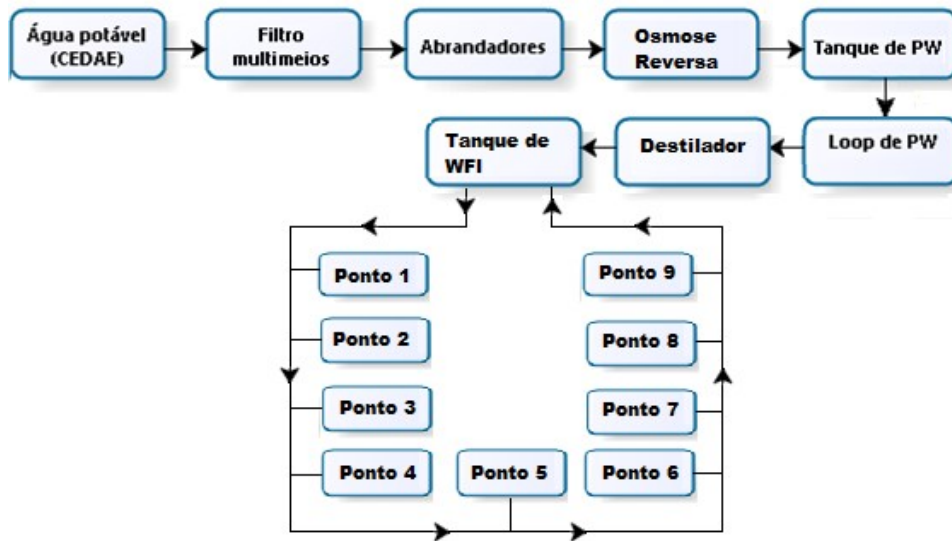 Água potável
(CEDAE)
Filtro
multimeios
Abrandadores
Osmose
Reversa
Tanque de PW
Tanque de
WFI
Destilador
Loop de PW
Ponto 1
Ponto 9
Ponto 2
Ponto 8
Ponto 3
Ponto 7
Ponto 4
Ponto 5
Ponto 6